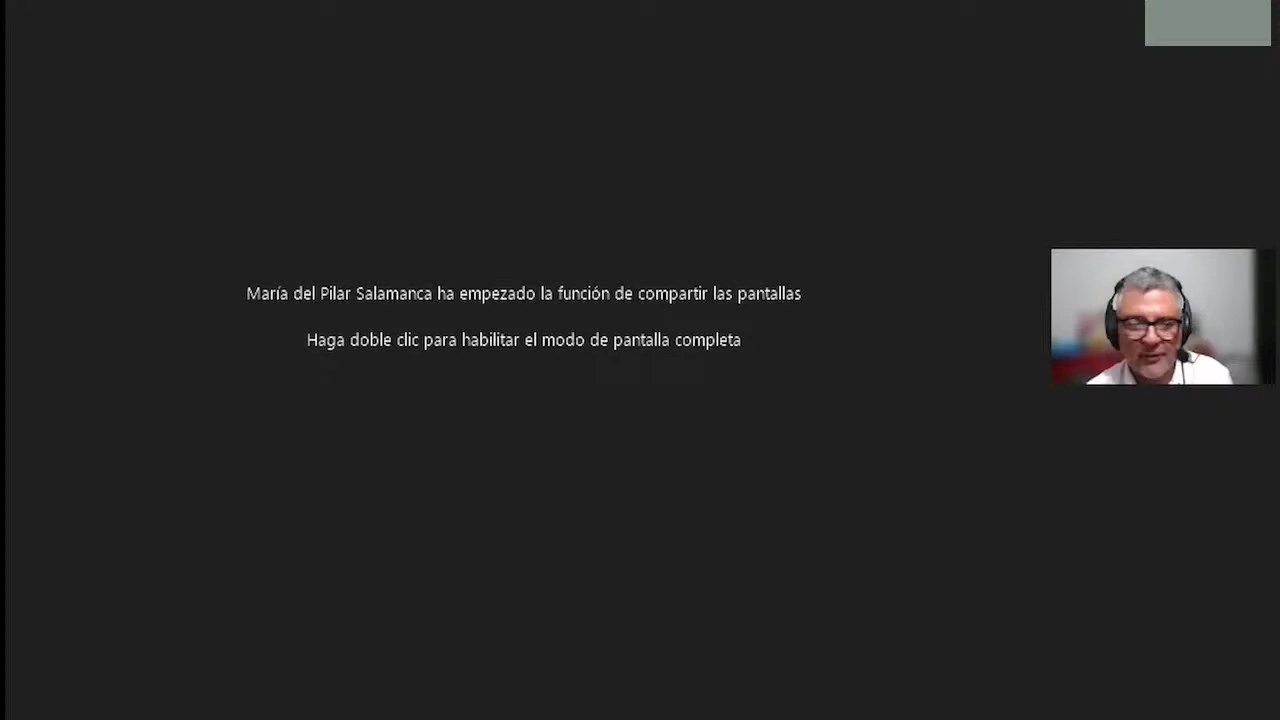 María del Pilar Salamanca ha empezado la función de compartir las pantallas
Haga doble clic para habilitar el modo de pantalla completa